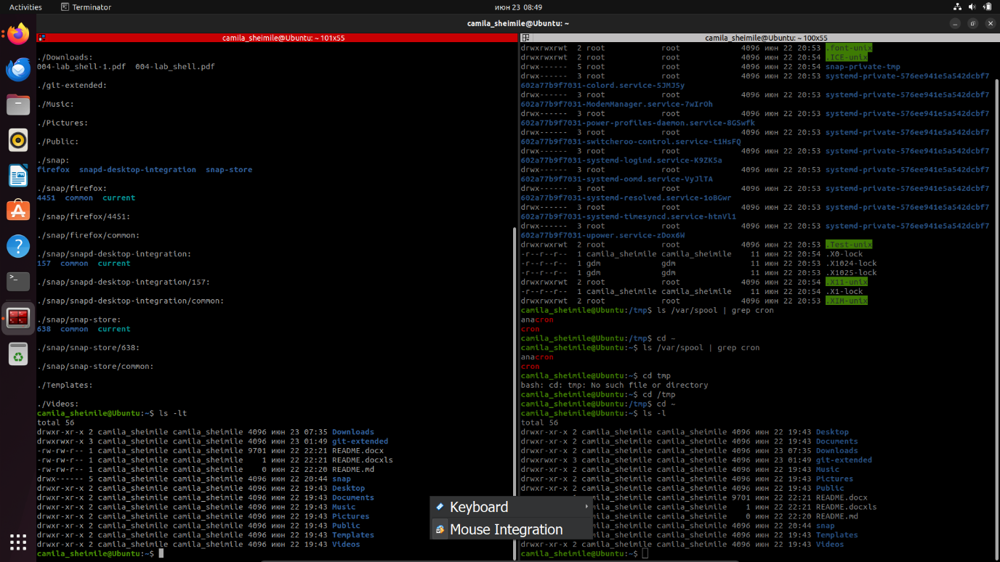 Activities
Terminator
июн 23 08:49
camila_sheimile@Ubuntu: ~
camila_sheimile@Ubuntu: ~ 101x55
./Downloads:
004-lab_shell-1.pdf 004-lab_shell.pdf
./git-extended:
./Music:
./Pictures:
./Public:
./snap:
firefox snapd-desktop-integration snap-store
./snap/firefox:
4451 common current
./snap/firefox/4451:
./snap/firefox/common:
./snap/snapd-desktop-integration:
157 common current
./snap/snapd-desktop-integration/157:
./snap/snapd-desktop-integration/common:
./snap/snap-store:
638 common current
./snap/snap-store/638:
./snap/snap-store/common:
./Templates:
./Videos:
camila_sheimile@Ubuntu:~$ ls -lt
total 56
drwxr-xr-x 2 camila_sheimile camila_sheimile 4096 июн 23 07:35 Downloads
drwxrwxr-x 3 camila_sheimile camila_sheimile 4096 июн 23 01:49 git-extended
-rw-rw-r-- 1 camila_sheimile camila_sheimile 9701 июн 22 22:21 README.docx
-rw-rw-r-- 1 camila_sheimile camila_sheimile 1 июн 22 22:21 README.docxls
-rw-rw-r-- 1 camila_sheimile camila_sheimile 0 июн 22 22:20 README.md
drwx------ 5 camila_sheimile camila_sheimile 4096 июн 22 20:44 snap
drwxr-xr-x 2 camila_sheimile camila_sheimile 4096 июн 22 19:43 Desktop
drwxr-xr-x 2 camila_sheimile camila_sheimile 4096 июн 22 19:43 Documents
drwxr-xr-x 2 camila_sheimile camila_sheimile 4096 июн 22 19:43 Music
drwxr-xr-x 2 camila_sheimile camila_sheimile 4096 июн 22 19:43 Pictures
drwxr-xr-x 2 camila_sheimile camila_sheimile 4096 июн 22 19:43 Public
drwxr-xr-x 2 camila_sheimile camila_sheimile 4096 июн 22 19:43 Templates
drwxr-xr-x 2 camila_sheimile camila_sheimile 4096 июн 22 19:43 Videos
camila_sheimile@Ubuntu:~$
camila_sheimile@Ubuntu: ~ 100x55
drwxrwxrwt 2 root root 4096 июн 22 20:53 .font-unix
drwxrwxrwt 2 root root 4096 июн 22 20:54 .ICE-unix
drwx------ 5 root root 4096 июн 22 20:54 snap-private-tmp
drwx------ 3 root root 4096 июн 22 20:53 systemd-private-576ee941e5a542dcbf7
602a77b9f7031-colord.service-5JMJ5y
drwx------ 3 root root 4096 июн 22 20:53 systemd-private-576ee941e5a542dcbf7
602a77b9f7031-ModemManager.service-7wIrOh
drwx------ 3 root root 4096 июн 22 20:53 systemd-private-576ee941e5a542dcbf7
602a77b9f7031-power-profiles-daemon.service-8GSwfk
drwx------ 3 root root 4096 июн 22 20:53 systemd-private-576ee941e5a542dcbf7
602a77b9f7031-switcheroo-control.service-t1HsFQ
drwx------ 3 root root 4096 июн 22 20:53 systemd-private-576ee941e5a542dcbf7
602a77b9f7031-systemd-logind.service-K9ZK5a
drwx------ 3 root root 4096 июн 22 20:53 systemd-private-576ee941e5a542dcbf7
602a77b9f7031-systemd-oomd.service-VyJlTA
drwx------ 3 root root 4096 июн 22 20:53 systemd-private-576ee941e5a542dcbf7
602a77b9f7031-systemd-resolved.service-1oBGwr
drwx------ 3 root root 4096 июн 22 20:53 systemd-private-576ee941e5a542dcbf7
602a77b9f7031-systemd-timesyncd.service-htnVl1
drwx------ 3 root root 4096 июн 22 20:53 systemd-private-576ee941e5a542dcbf7
602a77b9f7031-upower.service-zDox6W
drwxrwxrwt 2 root root 4096 июн 22 20:53 .Test-unix
-r--r--r-- 1 camila_sheimile camila_sheimile 11 июн 22 20:54 .X0-lock
-r--r--r-- 1 gdm gdm 11 июн 22 20:54 .X1024-lock
-r--r--r-- 1 gdm gdm 11 июн 22 20:54 .X1025-lock
drwxrwxrwt 2 root root 4096 июн 22 20:54 .X11-unix
-r--r--r-- 1 camila_sheimile camila_sheimile 11 июн 22 20:54 .X1-lock
drwxrwxrwt 2 root root 4096 июн 22 20:53 .XIM-unix
camila_sheimile@Ubuntu:/tmp$ ls /var/spool | grep cron
anacron
cron
camila_sheimile@Ubuntu:/tmp$ cd ~
camila_sheimile@Ubuntu:~$ ls /var/spool | grep cron
anacron
cron
camila_sheimile@Ubuntu:~$ cd tmp
bash: cd: tmp: No such file or directory
camila_sheimile@Ubuntu:~$ cd /tmp
camila_sheimile@Ubuntu:/tmp$ cd ~
camila_sheimile@Ubuntu:~$ ls -l
total 56
drwxr-xr-x 2 camila_sheimile camila_sheimile 4096 июн 22 19:43 Desktop
drwxr-xr-x 2 camila_sheimile camila_sheimile 4096 июн 22 19:43 Documents
drwxr-xr-x 2 camila_sheimile camila_sheimile 4096 июн 23 07:35 Downloads
drwxrwxr-x 3 camila_sheimile camila_sheimile 4096 июн 23 01:49 git-extended
drwxr-xr-x 2 camila_sheimile camila_sheimile 4096 июн 22 19:43 Music
drwxr-xr-x 2 camila_sheimile camila_sheimile 4096 июн 22 19:43 Pictures
drwxr-xr-x 2 camila_sheimile camila_sheimile 4096 июн 22 19:43 Public
camila_sheimile 9701 июн 22 22:21 README.docx
camila_sheimile 1 июн 22 22:21 README.docxls
camila_sheimile 0 июн 22 22:20 README.md
camila_sheimile 4096 июн 22 20:44 snap
camila_sheimile 4096 июн 22 19:43 Templates
drwxr-xr-x 2 camila_sheimile camila_sheimile 4096 июн 22 19:43 Videos
camila_sheimile@Ubuntu:~$
Keyboard
Mouse Integration